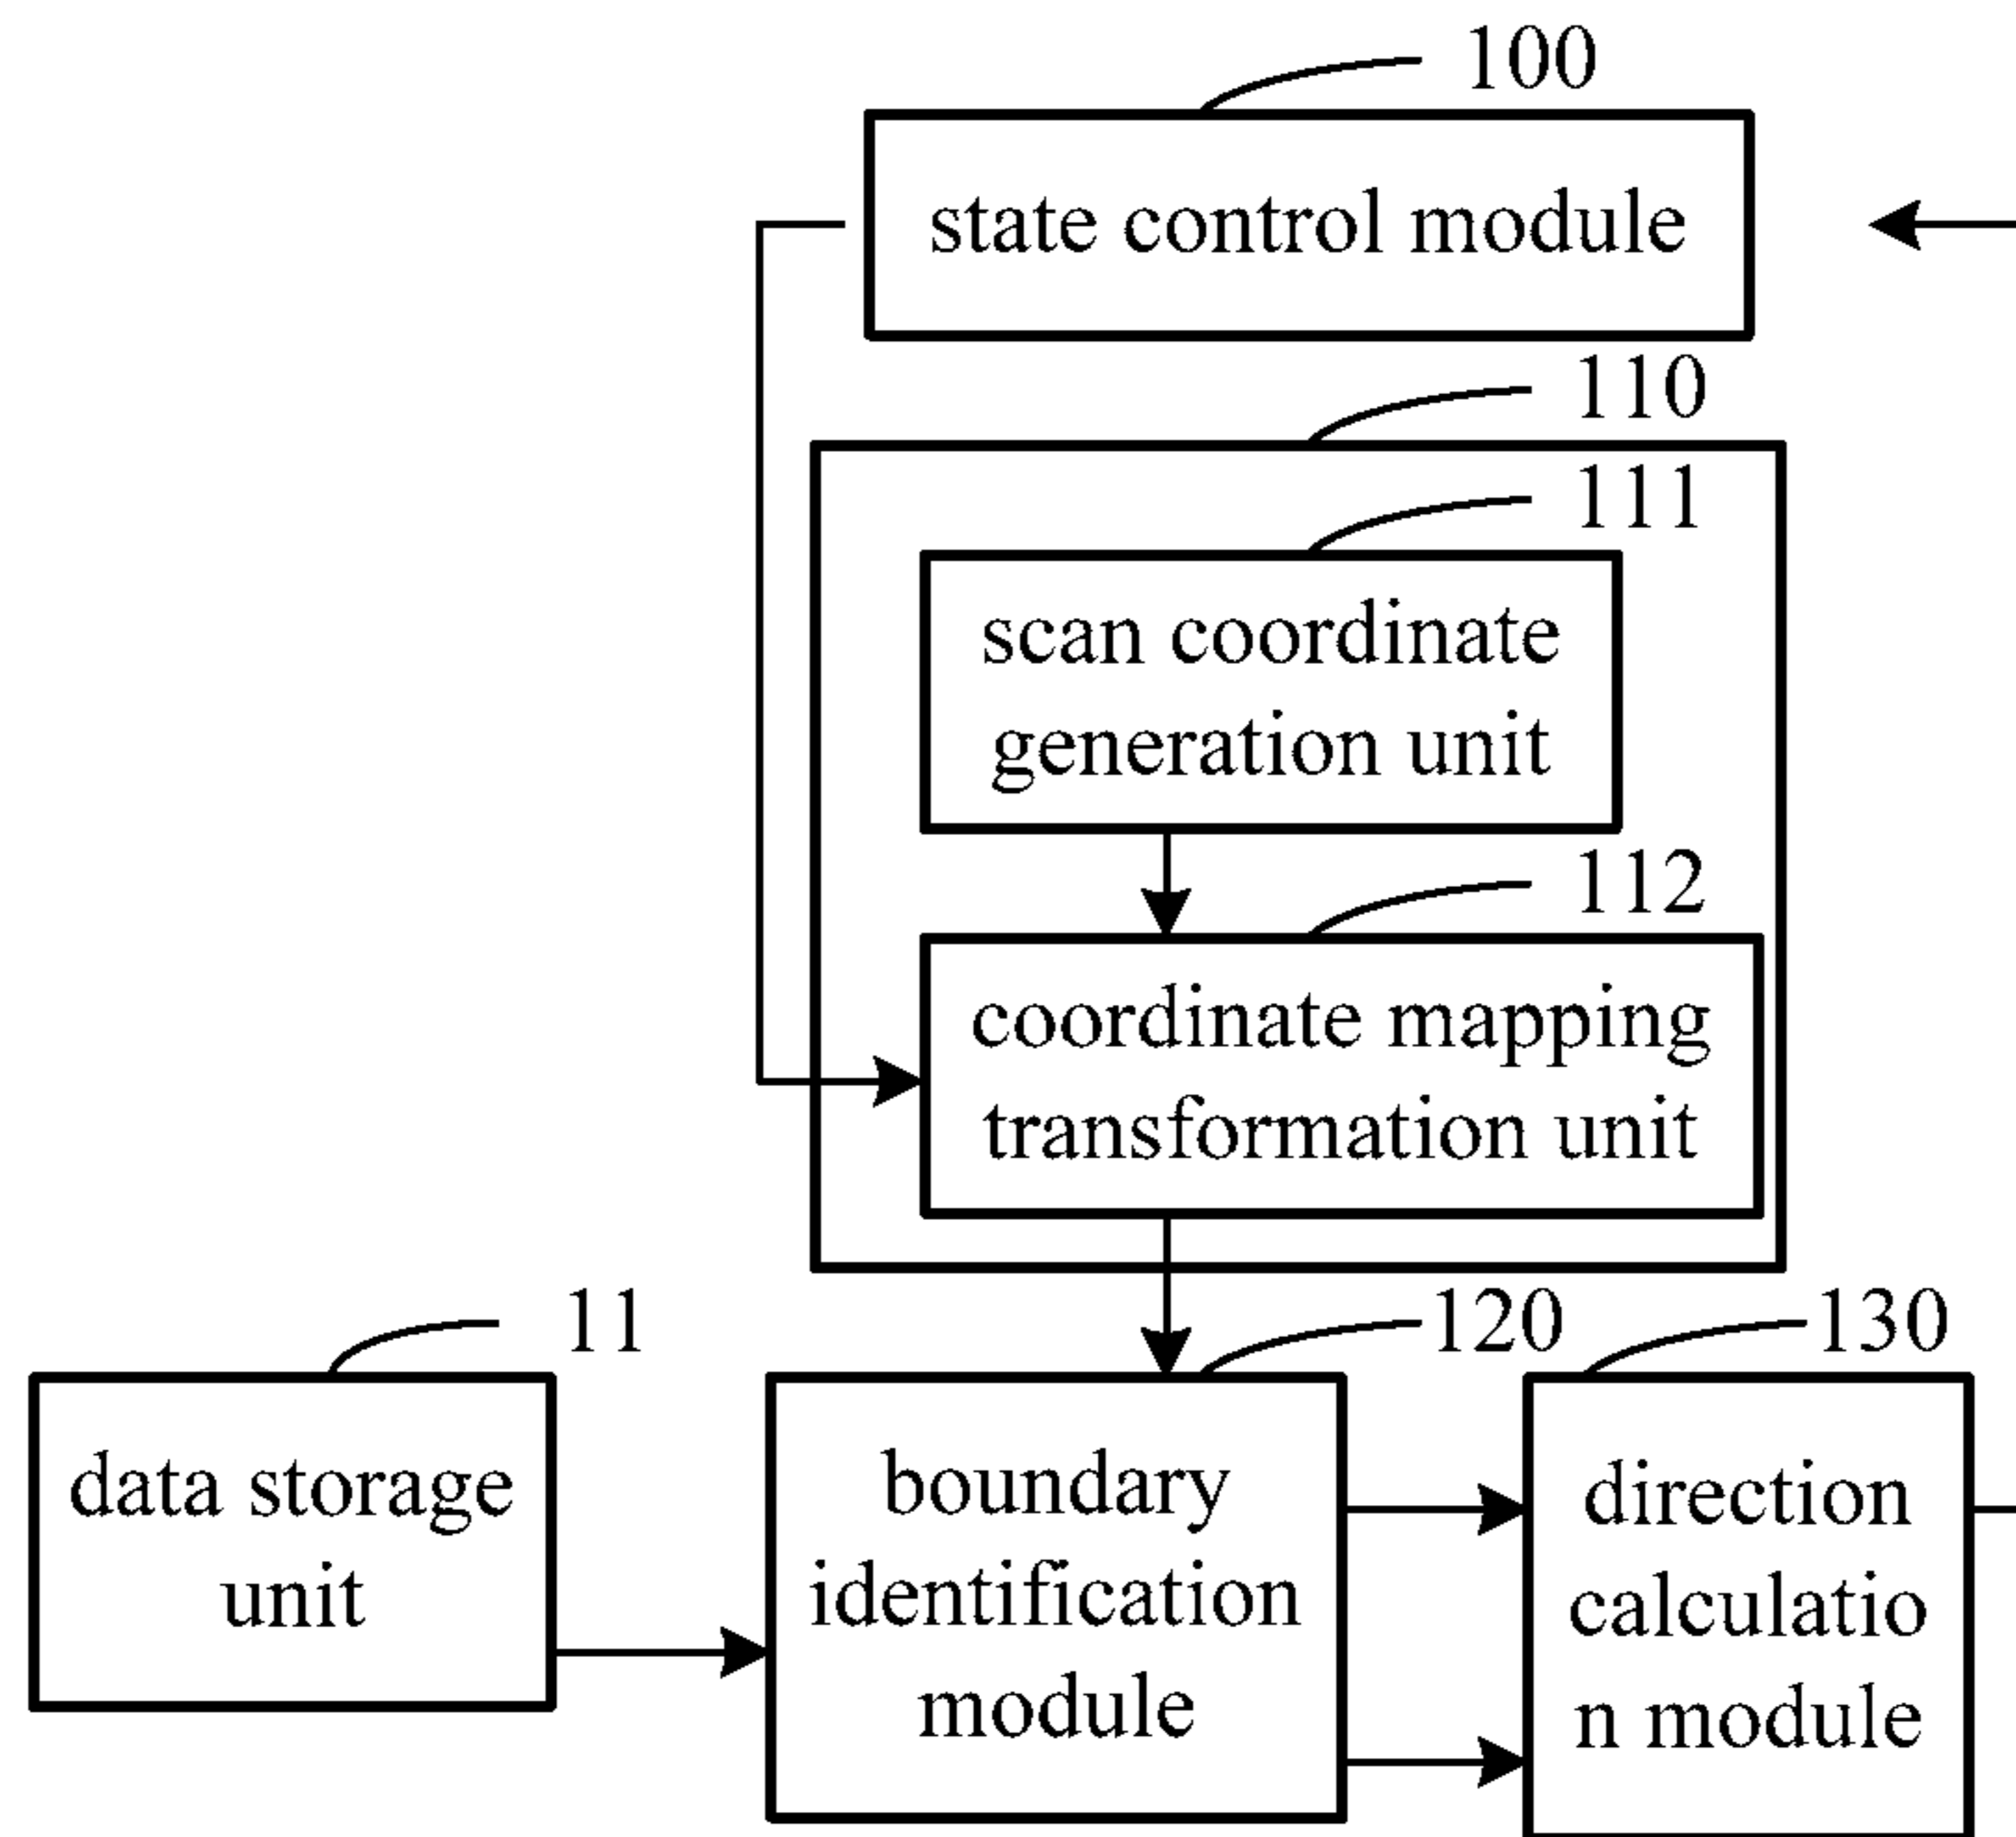 100
state control module
110
111
scan coordinate
generation unit
112
coordinate mapping
transformation unit
11
120
130
data storage
unit
boundary
identification
module
direction
calculatio
n module